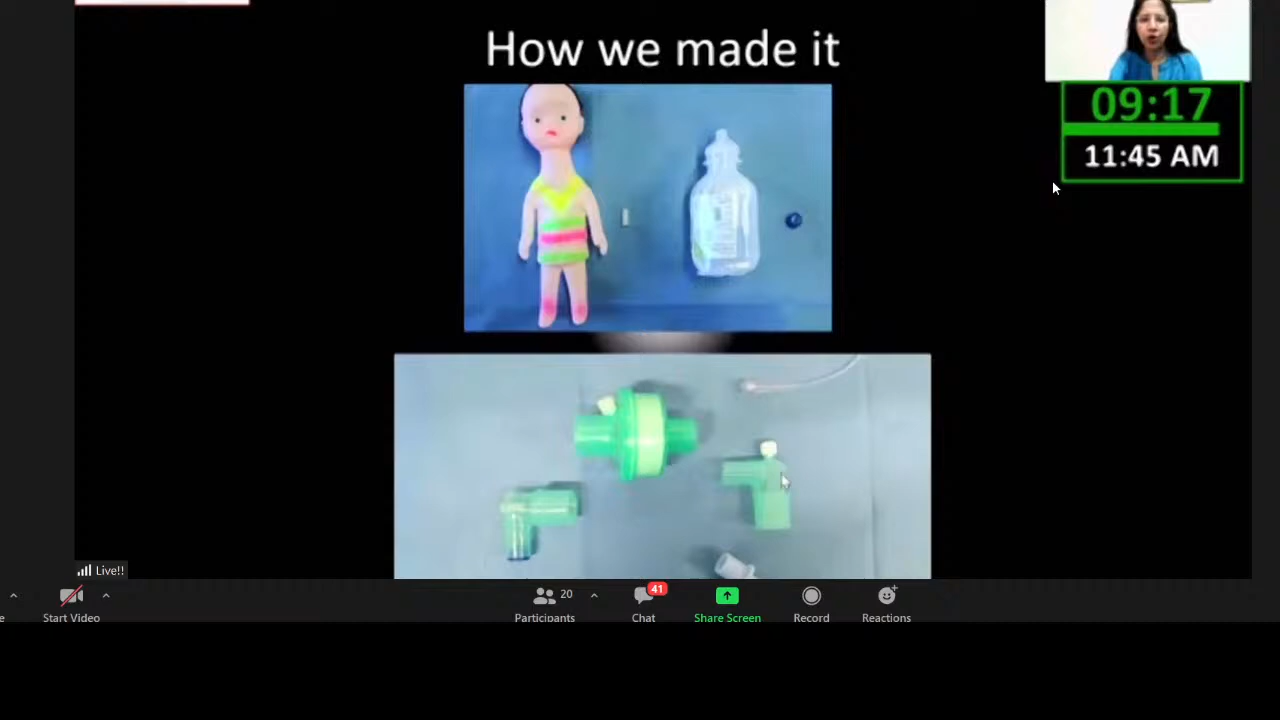 How we made it
09:17
11:45 AM
Live!!
20
41
Start Video
Participants
Chat
Share Screen
Record
Reactions